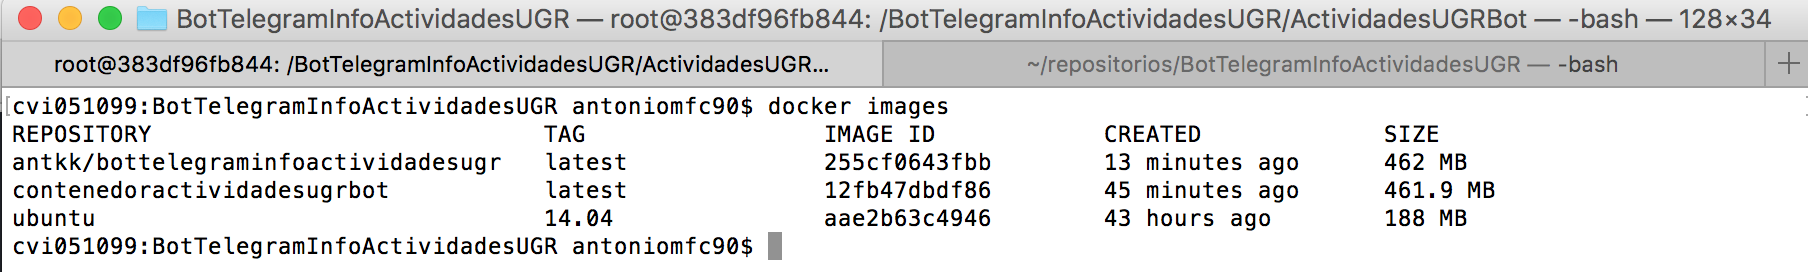 BotTelegramInfoActividadesUGR — root@383df96fb844: /BotTelegramInfoActividadesUGR/ActividadesUGRBot — -bash — 128×34
root@383df96fb844: /BotTelegramInfoActividadesUGR/ActividadesUGR... ~/repositorios/BotTelegramInfoActividadesUGR — -bash +
[cvi051099:BotTelegramInfoActividadesUGR antoniomfc90$ docker images ]
REPOSITORY TAG IMAGE ID CREATED SIZE
antkk/bottelegraminfoactividadesugr latest 255cf0643fbb 13 minutes ago 462 MB
contenedoractividadesugrbot latest 12fb47dbdf86 45 minutes ago 461.9 MB
ubuntu 14.04 aae2b63c4946 43 hours ago 188 MB
cvi051099:BotTelegramInfoActividadesUGR antoniomfc90$